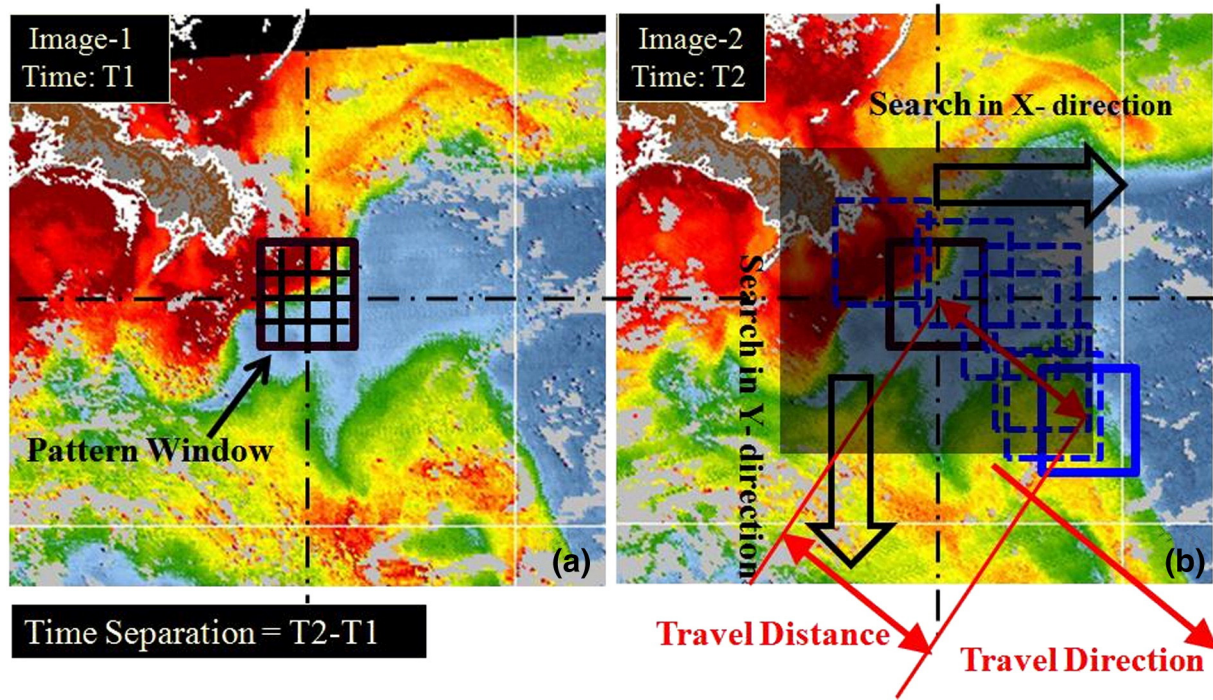 Image-1
Time: T1
Pattern Window
(a)
Time Separation = T2-T1
Image-2
Time: T2
Search in X- direction
Search in Y- direction
(b)
Travel Distance
Travel Direction